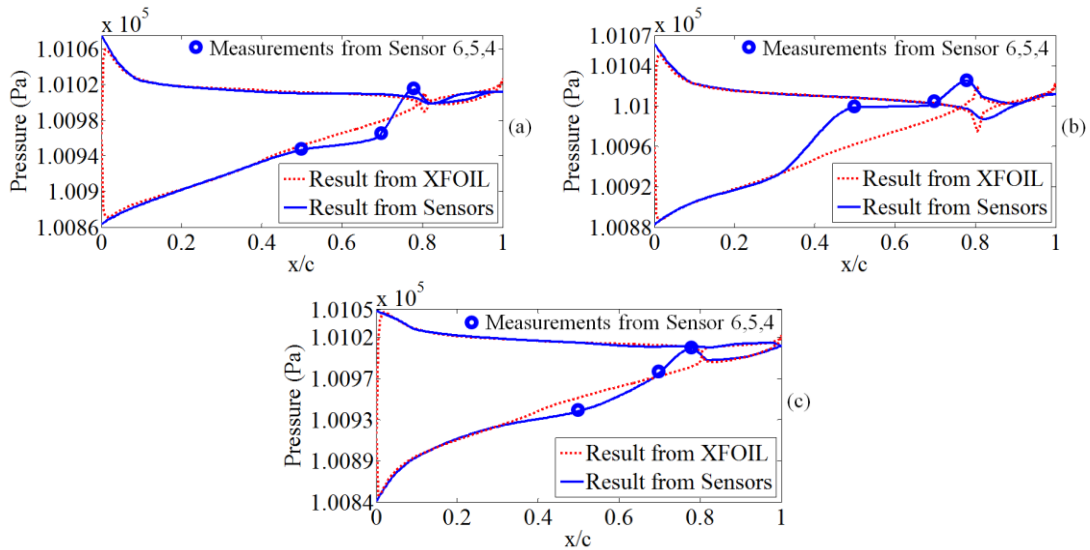 x 10^5
1.0106
1.0102
1.0098
1.0094
1.009
1.0086
Pressure (Pa)
Measurements from Sensor 6,5,4
Result from XFOIL
Result from Sensors
0 0.2 0.4 0.6 0.8 1
x/c
(a)
x 10^5
1.0107
1.0104
1.01
1.0096
1.0092
1.0088
Pressure (Pa)
Measurements from Sensor 6,5,4
Result from XFOIL
Result from Sensors
0 0.2 0.4 0.6 0.8 1
x/c
(b)
x 10^5
1.0105
1.0102
1.0097
1.0093
1.0089
1.0084
Pressure (Pa)
Measurements from Sensor 6,5,4
Result from XFOIL
Result from Sensors
0 0.2 0.4 0.6 0.8 1
x/c
(c)